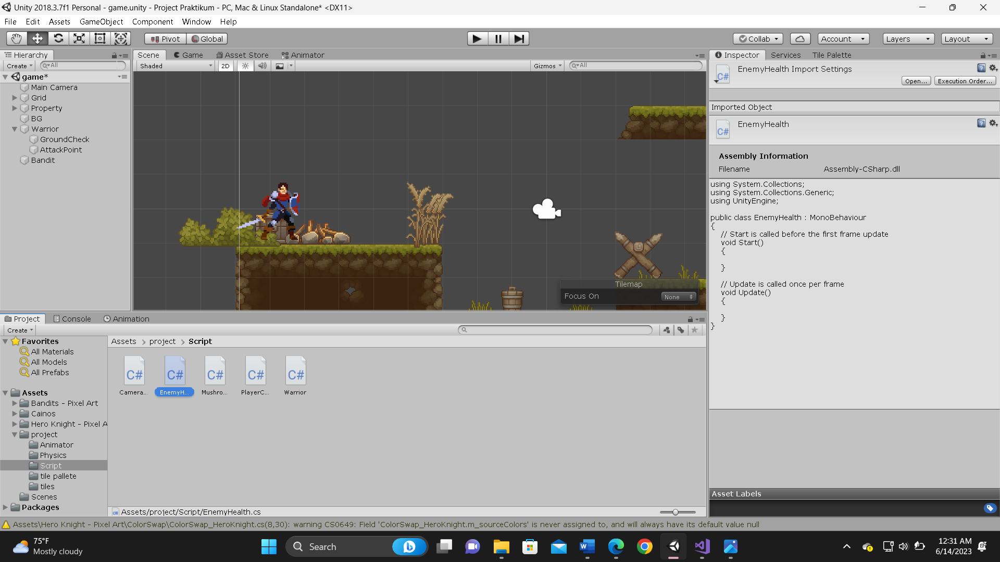 Unity 2018.3.7f1 Personal - game.unity - Project Praktikum - PC, Mac & Linux Standalone* <DX11>
File Edit Assets GameObject Component Window Help
Pivot Global
Collab Account Layers Layout
Hierarchy
Create All
game*
Main Camera
Grid
Property
BG
Warrior
GroundCheck
AttackPoint
Bandit
Scene Game Asset Store Animator
Shaded 2D Gizmos All
Tilemap
Focus On None
Inspector Services Tile Palette
EnemyHealth Import Settings
Open... Execution Order...
Imported Object
EnemyHealth
C#
C#
Assembly Information
Filename Assembly-CSharp.dll
using System.Collections;
using System.Collections.Generic;
using UnityEngine;
public class EnemyHealth : MonoBehaviour
{
// Start is called before the first frame update
void Start()
{
}
// Update is called once per frame
void Update()
{
}
}
Asset Labels
Project Console Animation
Create
Favorites
All Materials
All Models
All Prefabs
Assets
Bandits - Pixel Art
Cainos
Hero Knight - Pixel A
project
Animator
Physics
Script
tile pallete
tiles
Scenes
Packages
Assets project Script
C# C# C# C# C#
Camera... EnemyH... Mushro... PlayerC... Warrior
Assets/project/Script/EnemyHealth.cs
Assets\Hero Knight - Pixel Art\ColorSwap\ColorSwap_HeroKnight.cs(8,30): warning CS0649: Field 'ColorSwap_HeroKnight.m_sourceColors' is never assigned to, and will always have its default value null
75°F
Mostly cloudy
Search
12:31 AM
6/14/2023